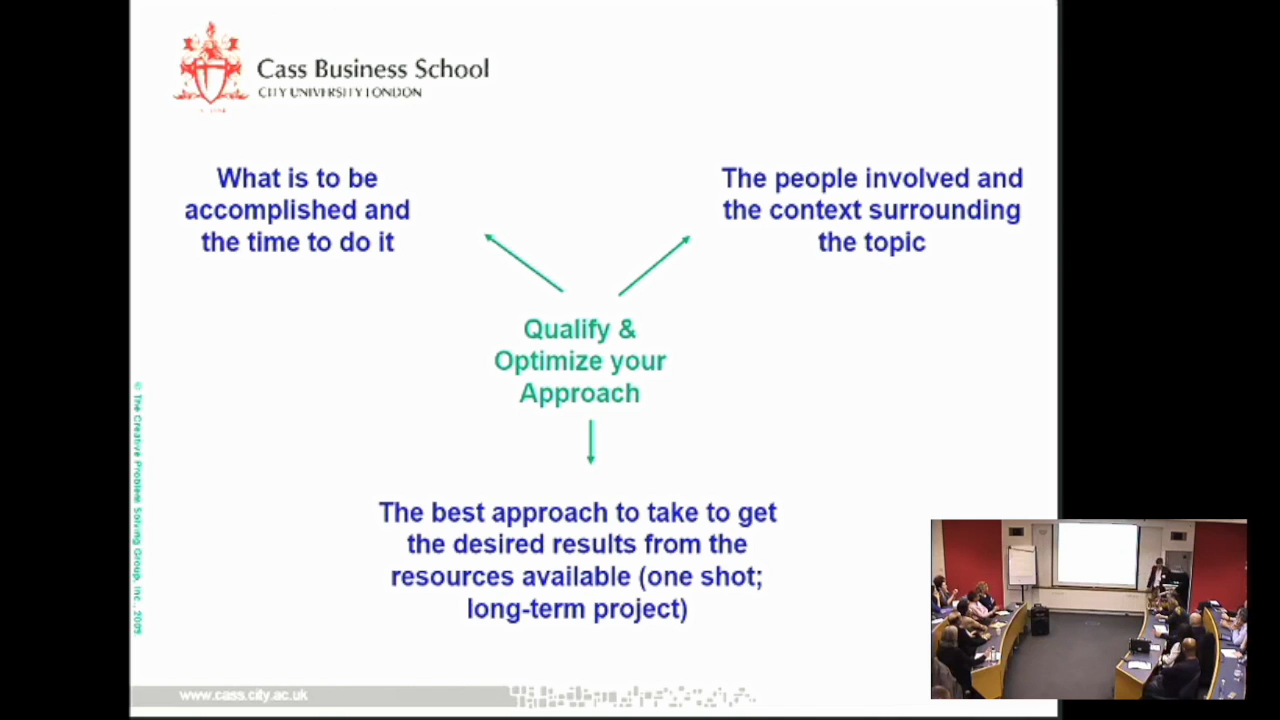 Cass Business School
CITY UNIVERSITY LONDON
What is to be
accomplished and
the time to do it
The people involved and
the context surrounding
the topic
Qualify &
Optimize your
Approach
The best approach to take to get
the desired results from the
resources available (one shot;
long-term project)
© The Creative Problem Solving Group, Inc., 2009
www.cass.city.ac.uk